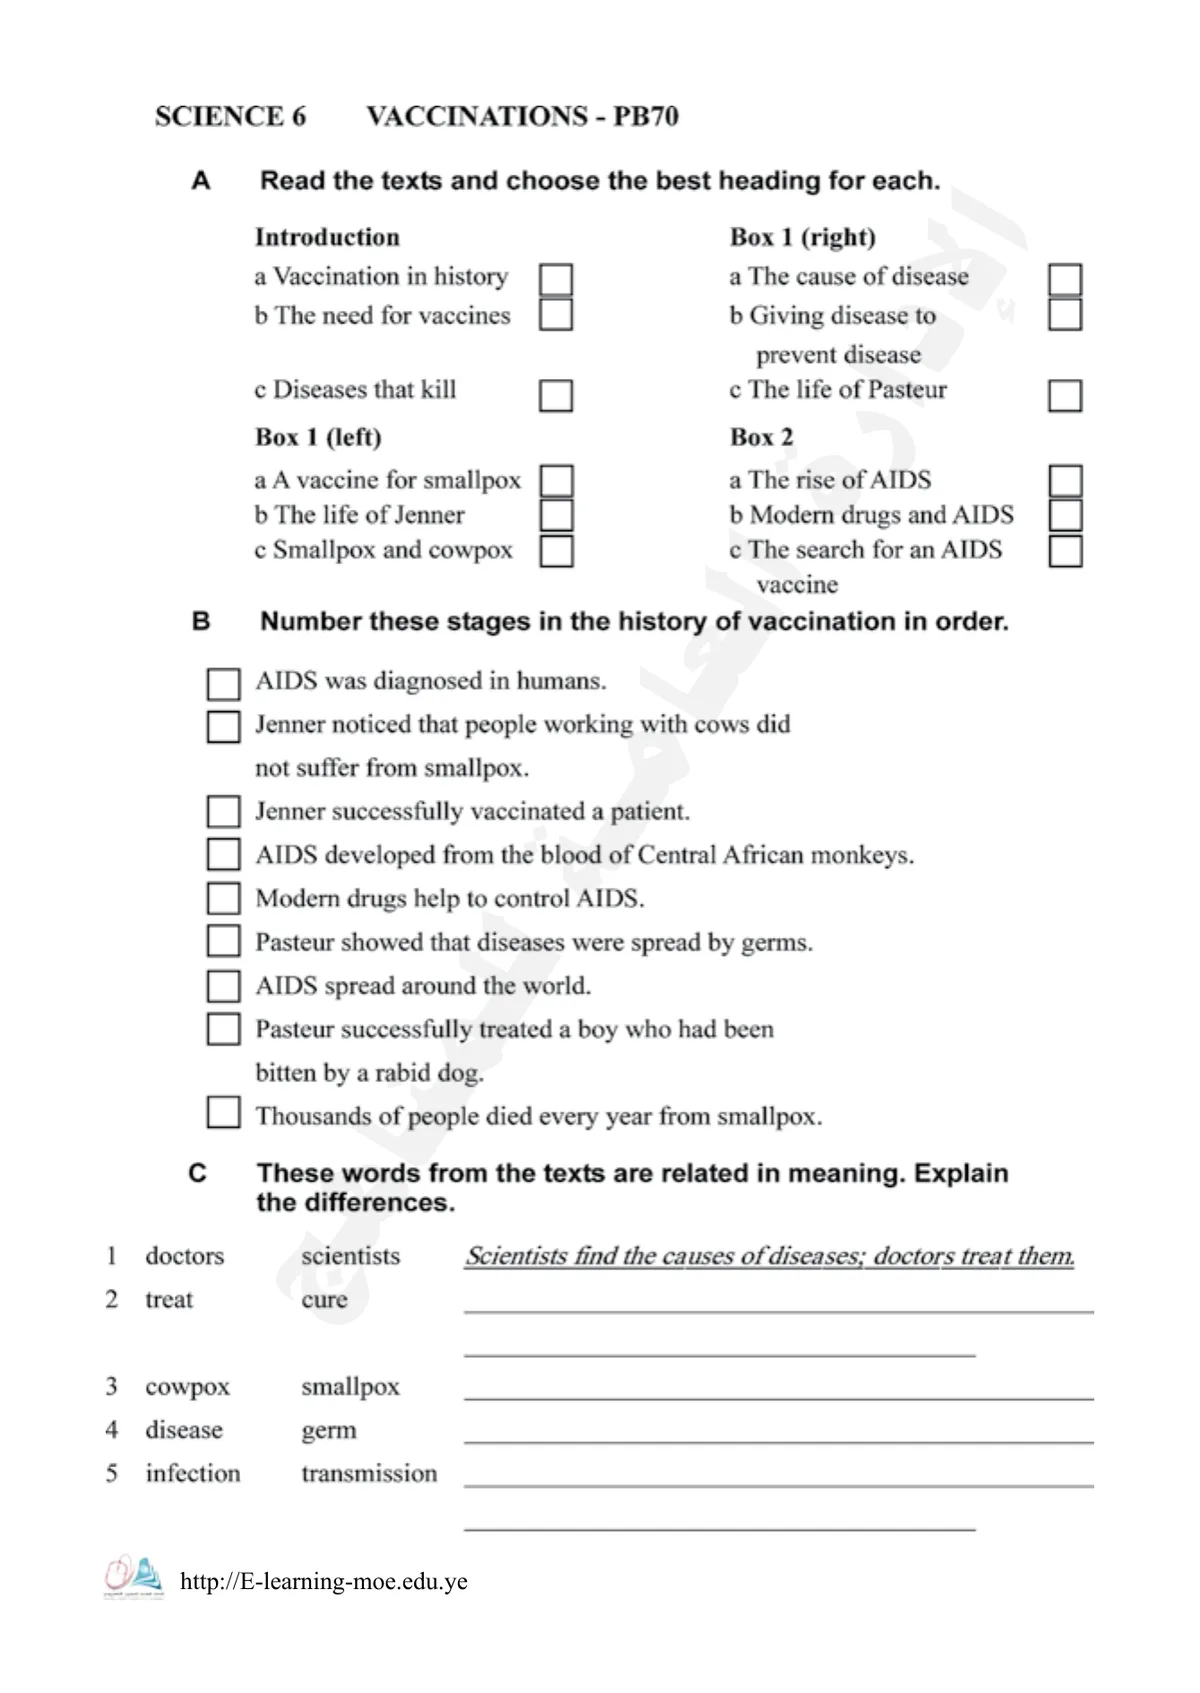 SCIENCE 6 VACCINATIONS - PB70
A Read the texts and choose the best heading for each.
Introduction
a Vaccination in history
b The need for vaccines
c Diseases that kill
Box 1 (right)
a The cause of disease
b Giving disease to
prevent disease
c The life of Pasteur
Box 1 (left)
a A vaccine for smallpox
b The life of Jenner
c Smallpox and cowpox
Box 2
a The rise of AIDS
b Modern drugs and AIDS
c The search for an AIDS
vaccine
B Number these stages in the history of vaccination in order.
AIDS was diagnosed in humans.
Jenner noticed that people working with cows did
not suffer from smallpox.
Jenner successfully vaccinated a patient.
AIDS developed from the blood of Central African monkeys.
Modern drugs help to control AIDS.
Pasteur showed that diseases were spread by germs.
AIDS spread around the world.
Pasteur successfully treated a boy who had been
bitten by a rabid dog.
Thousands of people died every year from smallpox.
C These words from the texts are related in meaning. Explain
the differences.
1 doctors scientists Scientists find the causes of diseases; doctors treat them.
2 treat cure
3 cowpox smallpox
4 disease germ
5 infection transmission
http://E-learning-moe.edu.ye